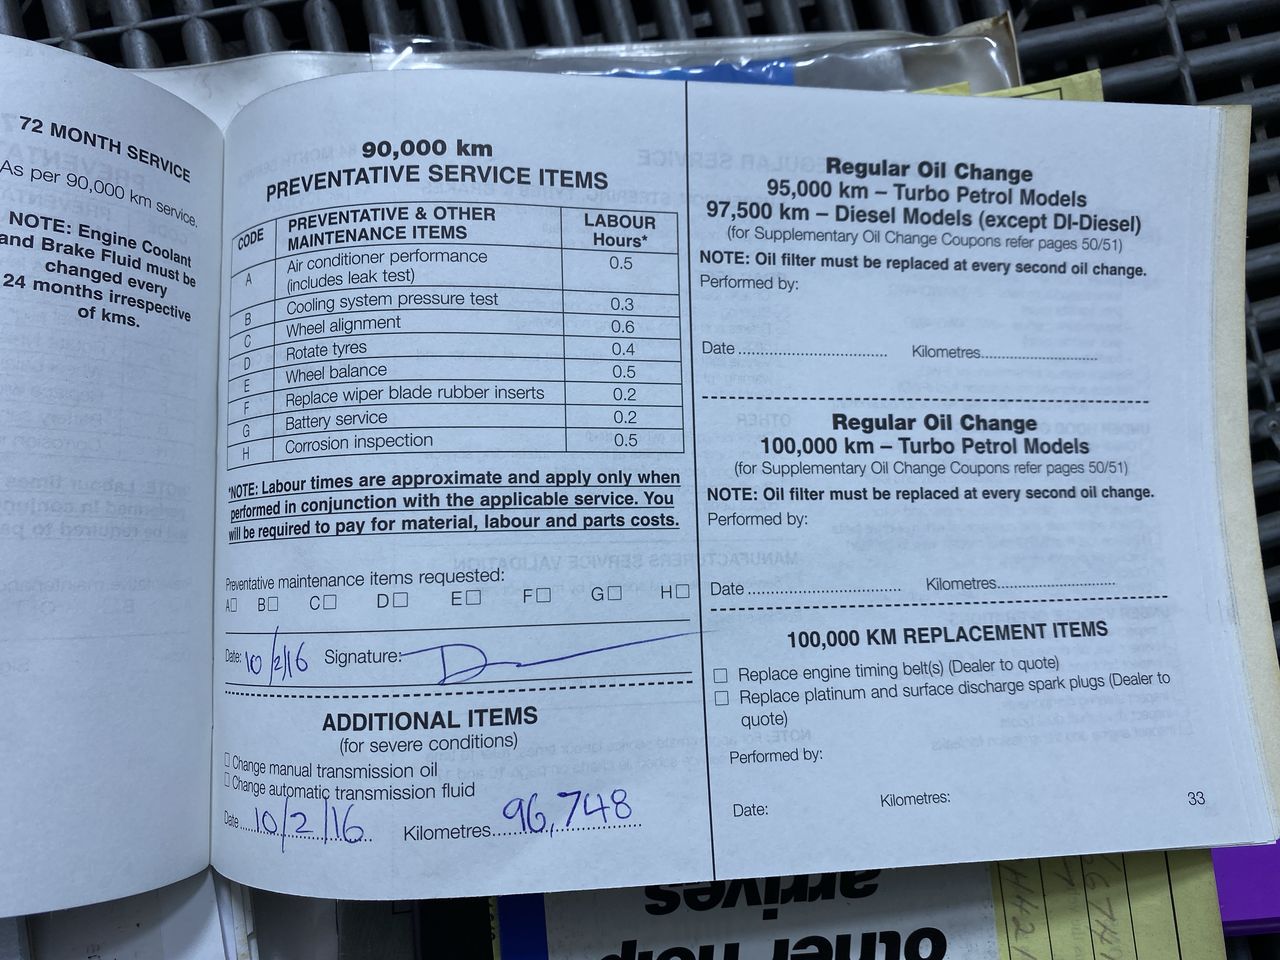 72 MONTH SERVICE
As per 90,000 km service.
NOTE: Engine Coolant
and Brake Fluid must be
changed every
24 months irrespective
of kms.
90,000 km
PREVENTATIVE SERVICE ITEMS
CODE PREVENTATIVE & OTHER MAINTENANCE ITEMS LABOUR Hours*
A Air conditioner performance (includes leak test) 0.5
B Cooling system pressure test 0.3
C Wheel alignment 0.6
D Rotate tyres 0.4
E Wheel balance 0.5
F Replace wiper blade rubber inserts 0.2
G Battery service 0.2
H Corrosion inspection 0.5
*NOTE: Labour times are approximate and apply only when
performed in conjunction with the applicable service. You
will be required to pay for material, labour and parts costs.
Preventative maintenance items requested:
A☐ B☐ C☐ D☐ E☐ F☐ G☐ H☐
Date: 10/2/16 Signature:
ADDITIONAL ITEMS
(for severe conditions)
☐ Change manual transmission oil
☐ Change automatic transmission fluid
Date 10/2/16 Kilometres 96,748
Regular Oil Change
95,000 km – Turbo Petrol Models
97,500 km – Diesel Models (except DI-Diesel)
(for Supplementary Oil Change Coupons refer pages 50/51)
NOTE: Oil filter must be replaced at every second oil change.
Performed by:
Date Kilometres
Regular Oil Change
100,000 km – Turbo Petrol Models
(for Supplementary Oil Change Coupons refer pages 50/51)
NOTE: Oil filter must be replaced at every second oil change.
Performed by:
Date Kilometres
100,000 KM REPLACEMENT ITEMS
☐ Replace engine timing belt(s) (Dealer to quote)
☐ Replace platinum and surface discharge spark plugs (Dealer to
quote)
Performed by:
Date: Kilometres:
33
other help
arrives